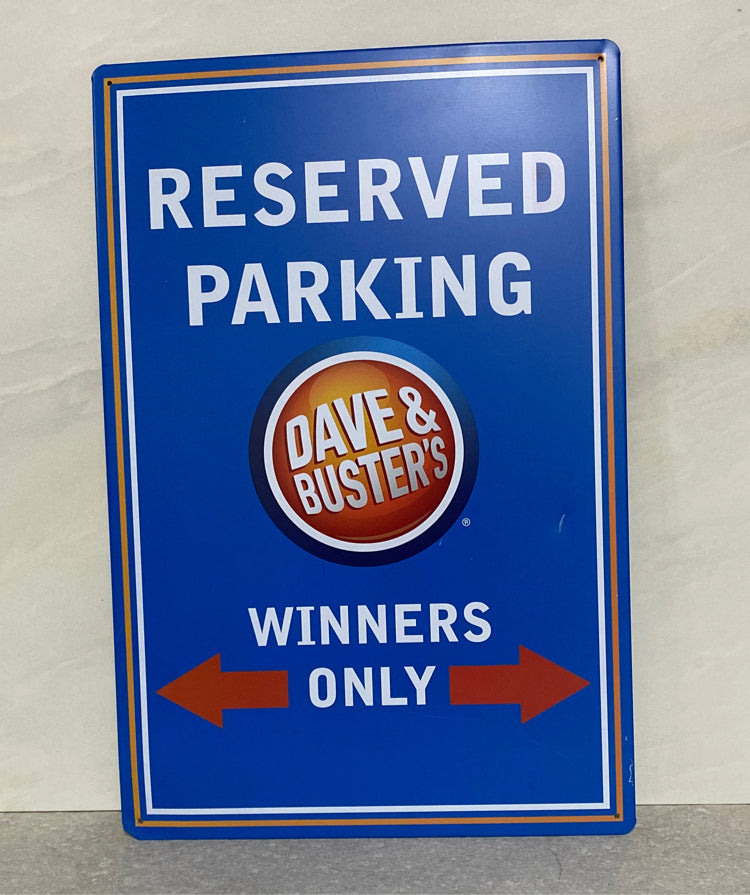 RESERVED
PARKING
DAVE &
BUSTER'S
®
WINNERS
ONLY